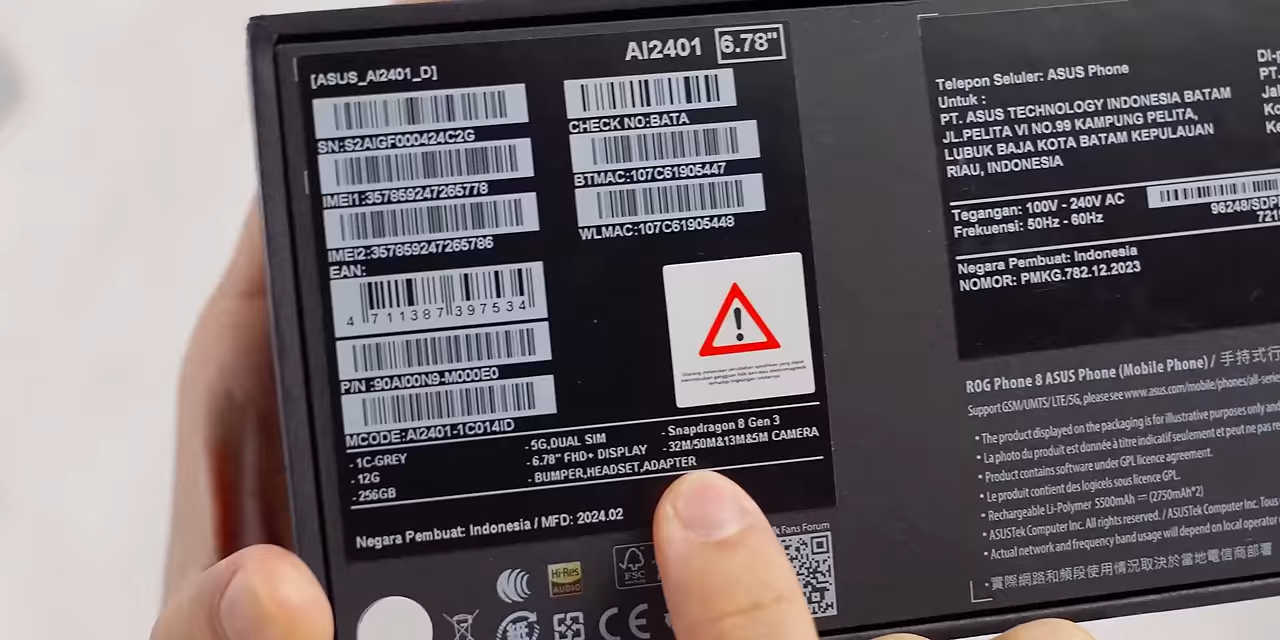 AI2401 6.78"
[ASUS_AI2401_D]
SN:S2AIGF000424C2G
IMEI1:357859247265778
IMEI2:357859247265786
EAN:
4 711387 397534
P/N :90AI00N9-M000E0
MCODE:AI2401-1C014ID
CHECK NO:BATA
BTMAC:107C61905447
WLMAC:107C61905448
- 1C-GREY
- 12G
- 256GB
- 5G,DUAL SIM
- 6.78" FHD+ DISPLAY
- BUMPER,HEADSET,ADAPTER
- Snapdragon 8 Gen 3
- 32M/50M&13M&5M CAMERA
Negara Pembuat: Indonesia / MFD: 2024.02
Hi-Res
AUDIO
FSC
CE
Fans Forum
Telepon Seluler: ASUS Phone
Untuk :
PT. ASUS TECHNOLOGY INDONESIA BATAM
JL.PELITA VI NO.99 KAMPUNG PELITA,
LUBUK BAJA KOTA BATAM KEPULAUAN
RIAU, INDONESIA
PT.
Tegangan: 100V - 240V AC
Frekuensi: 50Hz - 60Hz
96248/SDP
721
Negara Pembuat: Indonesia
NOMOR: PMKG.782.12.2023
ROG Phone 8 ASUS Phone (Mobile Phone) / 手持式行
Support GSM/UMTS/ LTE/5G, please see www.asus.com/mobile/phones/all-serie
• The product displayed on the packaging is for illustrative purposes only and
• La photo du produit est donnée à titre indicatif seulement et peut ne pas re
• Product contains software under GPL licence agreement.
• Le produit contient des logiciels sous licence GPL.
• Rechargeable Li-Polymer 5500mAh ⎓ (2750mAh*2)
• ASUSTek Computer Inc. All rights reserved. / ASUSTek Computer Inc. Tous
• Actual network and frequency band usage will depend on local operator
• 實際網路和頻段使用情況取決於當地電信商部署